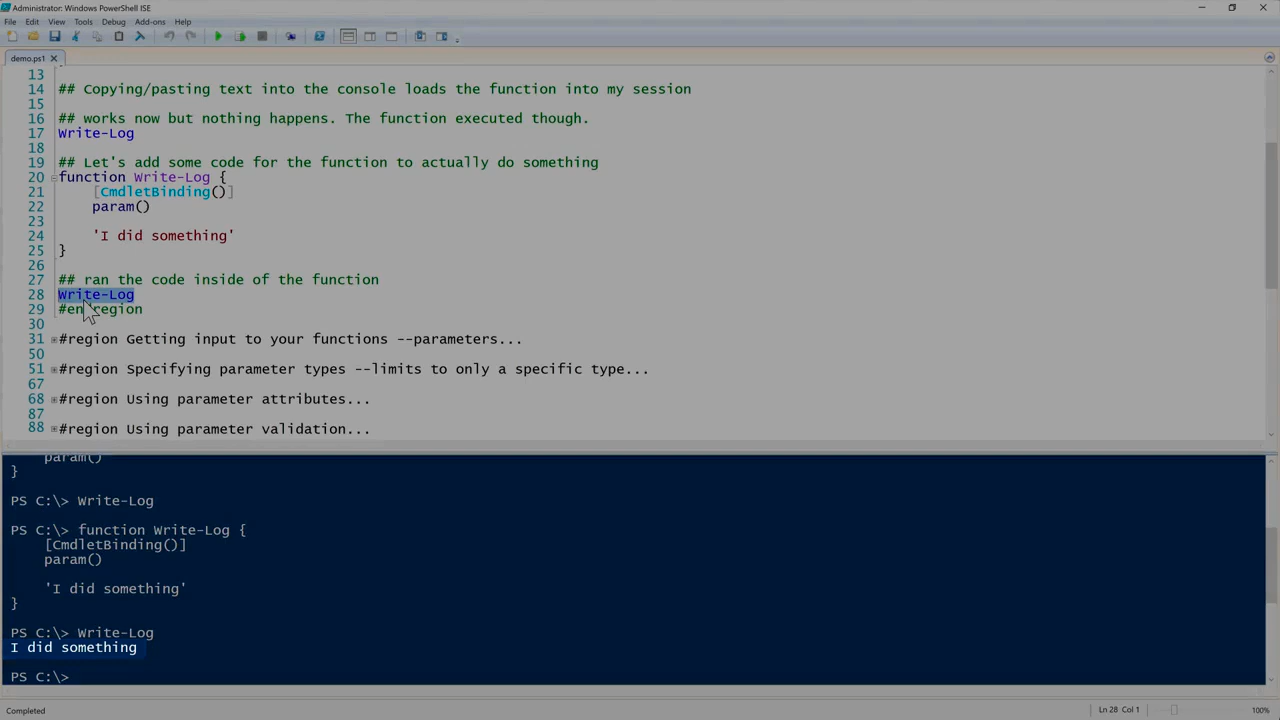 Administrator: Windows PowerShell ISE
File Edit View Tools Debug Add-ons Help
demo.ps1
13
14 ## Copying/pasting text into the console loads the function into my session
15
16 ## works now but nothing happens. The function executed though.
17 Write-Log
18
19 ## Let's add some code for the function to actually do something
20 function Write-Log {
21 [CmdletBinding()]
22 param()
23
24 'I did something'
25 }
26
27 ## ran the code inside of the function
28 Write-Log
29 #endregion
30
31 #region Getting input to your functions --parameters...
50
51 #region Specifying parameter types --limits to only a specific type...
67
68 #region Using parameter attributes...
87
88 #region Using parameter validation...
param()
}
PS C:\> Write-Log
PS C:\> function Write-Log {
[CmdletBinding()]
param()
'I did something'
}
PS C:\> Write-Log
I did something
PS C:\>
Completed Ln 28 Col 1 100%